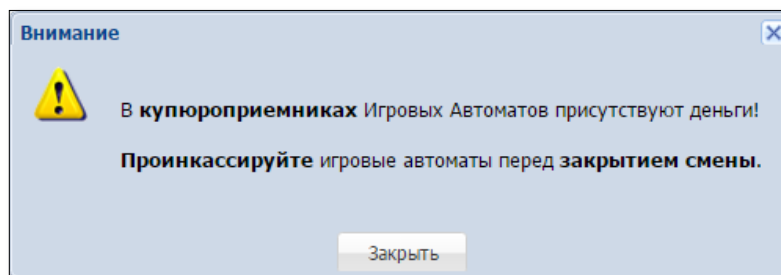 Внимание
В купюроприемниках Игровых Автоматов присутствуют деньги!
Проинкассируйте игровые автоматы перед закрытием смены.
Закрыть